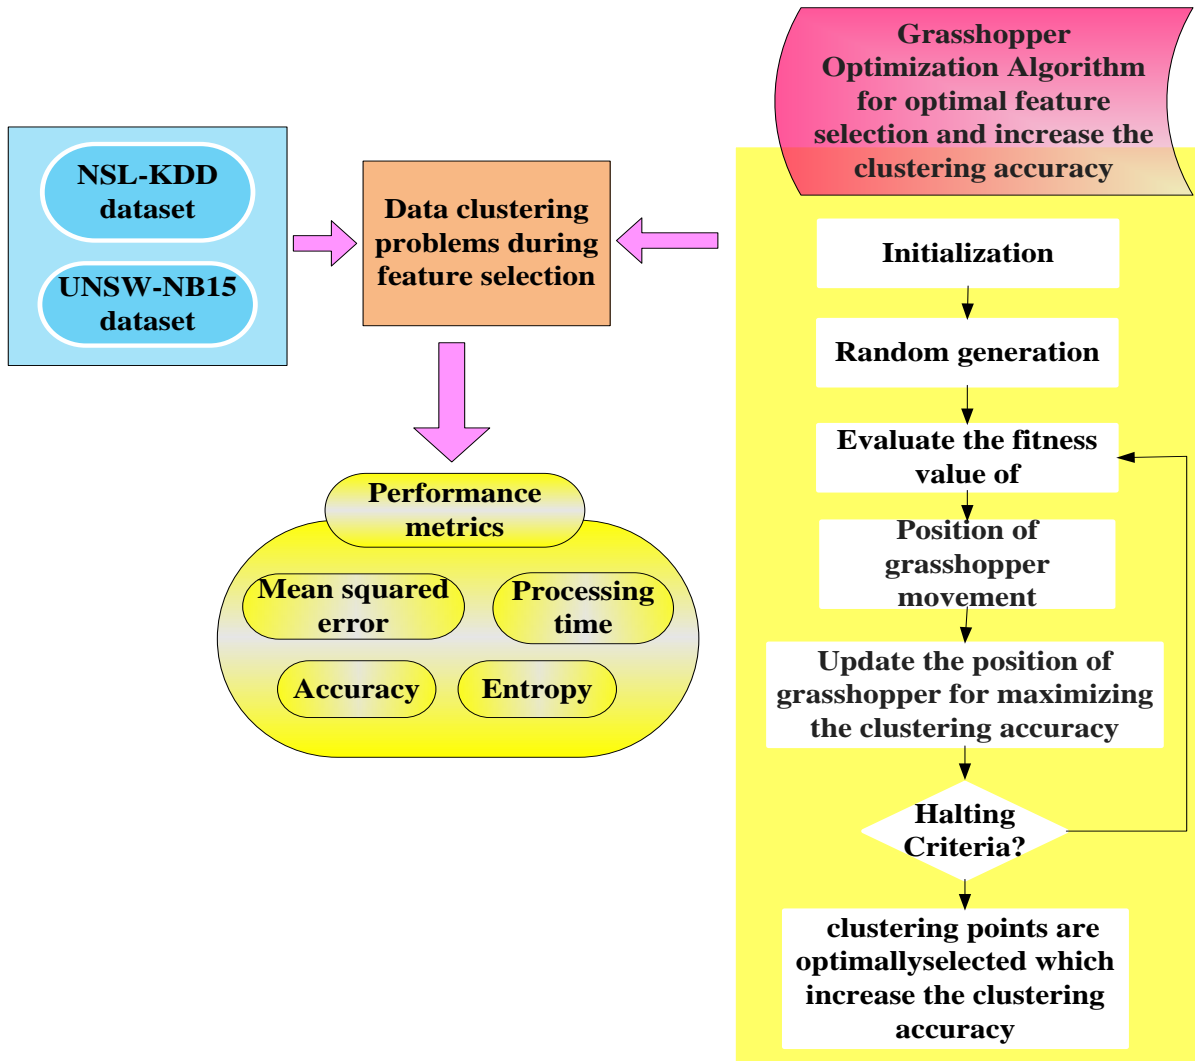 NSL-KDD
dataset
UNSW-NB15
dataset
Data clustering
problems during
feature selection
Performance
metrics
Mean squared
error
Processing
time
Accuracy
Entropy
Grasshopper
Optimization Algorithm
for optimal feature
selection and increase the
clustering accuracy
Initialization
Random generation
Evaluate the fitness
value of
Position of
grasshopper
movement
Update the position of
grasshopper for maximizing
the clustering accuracy
Halting
Criteria?
clustering points are
optimallyselected which
increase the clustering
accuracy